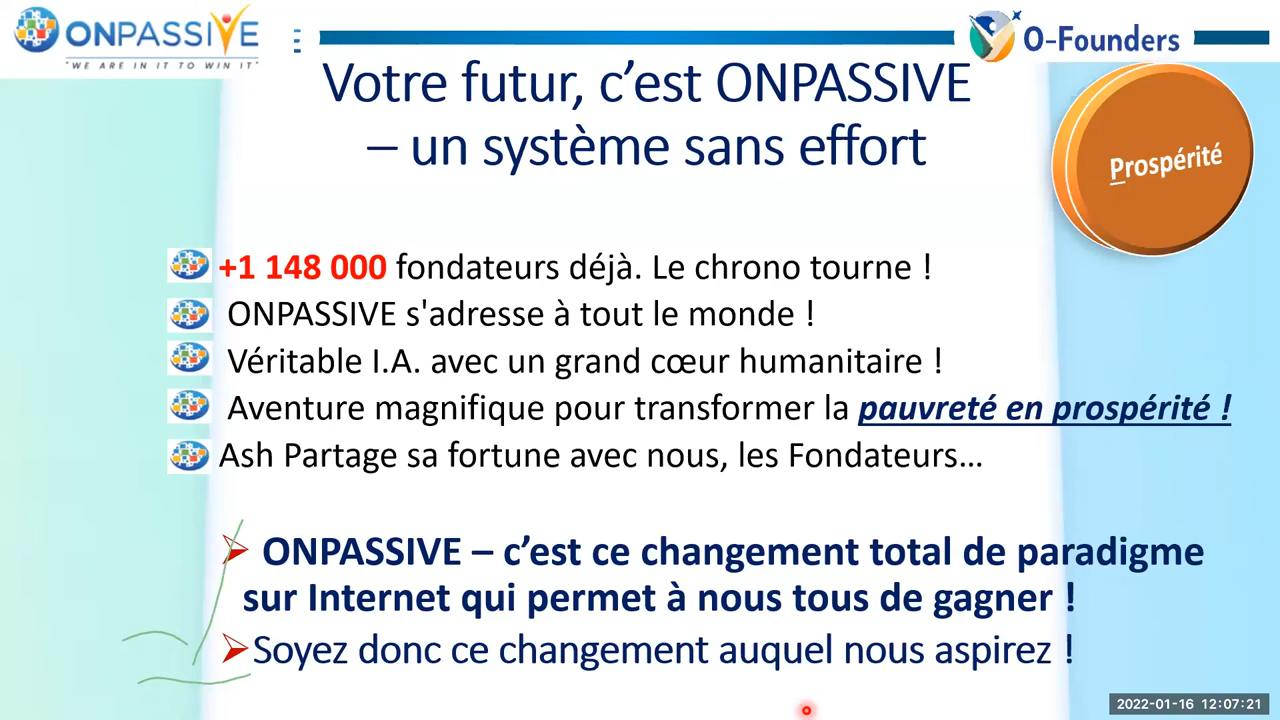 ONPASSIVE
"WE ARE IN IT TO WIN IT"
O-Founders
Votre futur, c’est ONPASSIVE
– un système sans effort
Prospérité
+1 148 000 fondateurs déjà. Le chrono tourne !
ONPASSIVE s'adresse à tout le monde !
Véritable I.A. avec un grand cœur humanitaire !
Aventure magnifique pour transformer la pauvreté en prospérité !
Ash Partage sa fortune avec nous, les Fondateurs…
ONPASSIVE – c’est ce changement total de paradigme
sur Internet qui permet à nous tous de gagner !
Soyez donc ce changement auquel nous aspirez !
2022-01-16 12:07:21